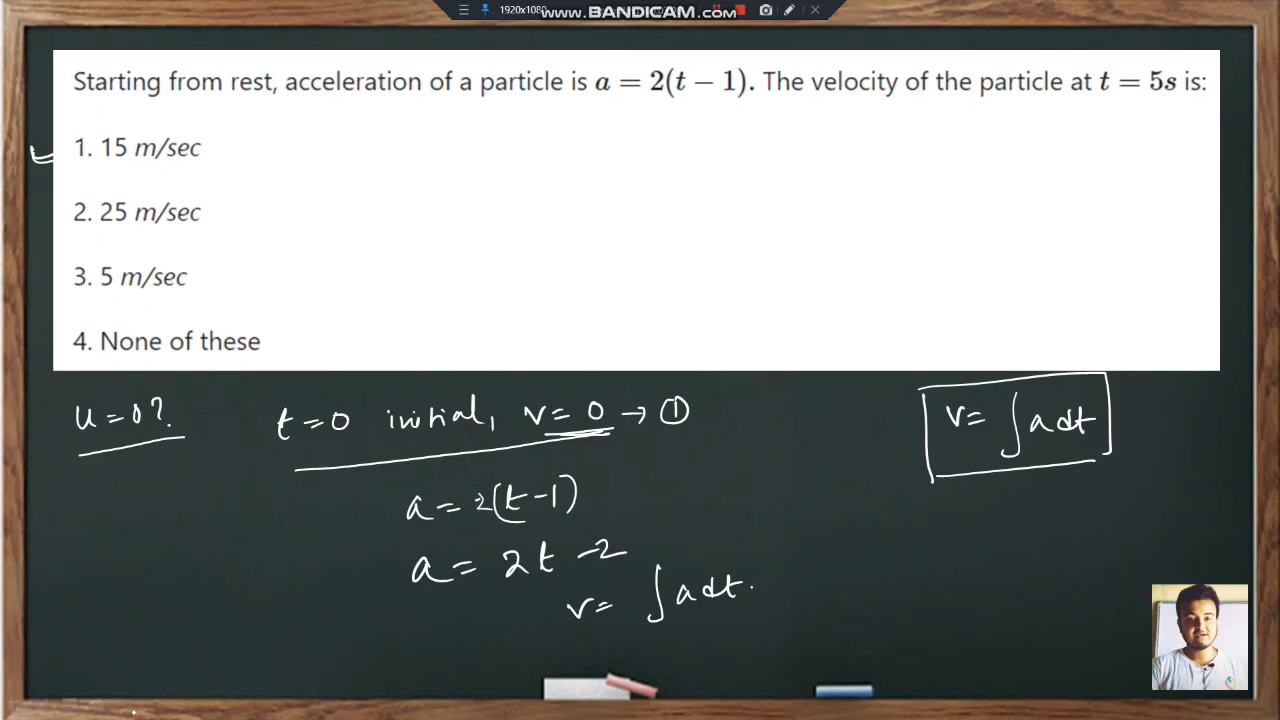 1920x1080 www.BANDICAM.com
Starting from rest, acceleration of a particle is a = 2(t − 1). The velocity of the particle at t = 5s is:
1. 15 m/sec
2. 25 m/sec
3. 5 m/sec
4. None of these
u = 0? t = 0 initial, v = 0 → ① v = ∫ a dt
a = 2(t − 1)
a = 2t − 2
v = ∫ a dt.